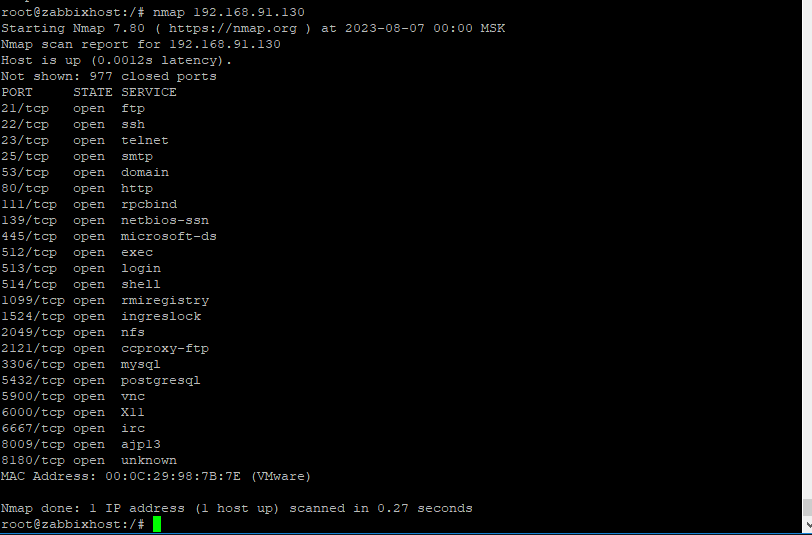 root@zabbixhost:/# nmap 192.168.91.130
Starting Nmap 7.80 ( https://nmap.org ) at 2023-08-07 00:00 MSK
Nmap scan report for 192.168.91.130
Host is up (0.0012s latency).
Not shown: 977 closed ports
PORT     STATE SERVICE
21/tcp   open  ftp
22/tcp   open  ssh
23/tcp   open  telnet
25/tcp   open  smtp
53/tcp   open  domain
80/tcp   open  http
111/tcp  open  rpcbind
139/tcp  open  netbios-ssn
445/tcp  open  microsoft-ds
512/tcp  open  exec
513/tcp  open  login
514/tcp  open  shell
1099/tcp open  rmiregistry
1524/tcp open  ingreslock
2049/tcp open  nfs
2121/tcp open  ccproxy-ftp
3306/tcp open  mysql
5432/tcp open  postgresql
5900/tcp open  vnc
6000/tcp open  X11
6667/tcp open  irc
8009/tcp open  ajp13
8180/tcp open  unknown
MAC Address: 00:0C:29:98:7B:7E (VMware)

Nmap done: 1 IP address (1 host up) scanned in 0.27 seconds
root@zabbixhost:/#